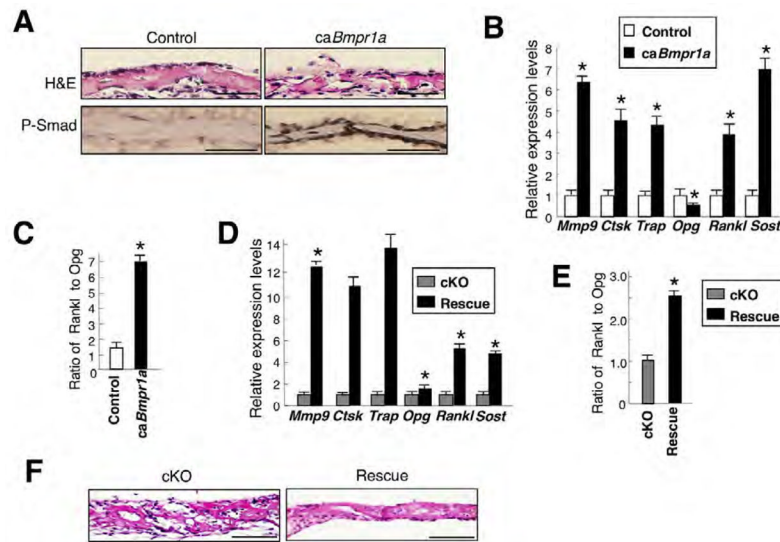 A
Control
caBmpr1a
H&E
P-Smad
B
Control
caBmpr1a
Relative expression levels
8
7
6
5
4
2
1
0
* * * * * *
Mmp9 Ctsk Trap Opg Rankl Sost
C
Ratio of Rankl to Opg
7
6
5
4
3
2
1
0
*
Control
caBmpr1a
D
Relative expression levels
14
12
10
8
6
4
2
0
* * * *
cKO
Rescue
Mmp9 Ctsk Trap Opg Rankl Sost
E
Ratio of Rankl to Opg
3.0
2.0
1.0
0
*
cKO
Rescue
cKO
Rescue
F
cKO
Rescue